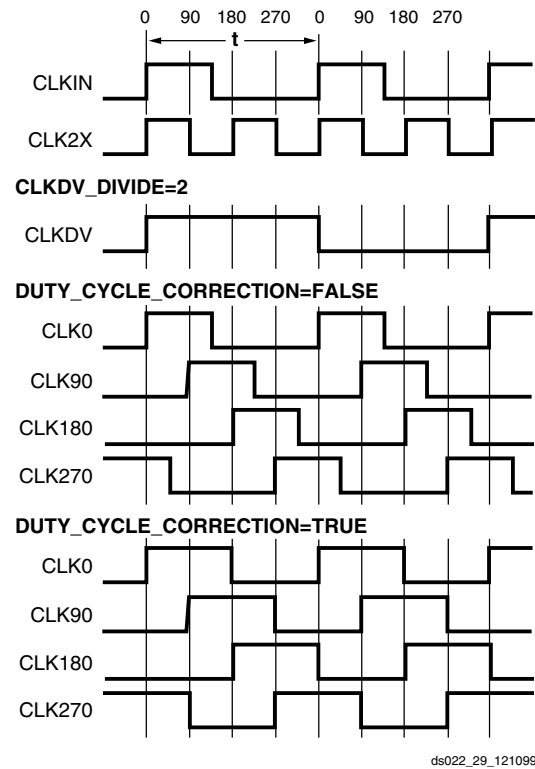 0 90 180 270 0 90 180 270
t
CLKIN
CLK2X
CLKDV_DIVIDE=2
CLKDV
DUTY_CYCLE_CORRECTION=FALSE
CLK0
CLK90
CLK180
CLK270
DUTY_CYCLE_CORRECTION=TRUE
CLK0
CLK90
CLK180
CLK270
ds022_29_121099